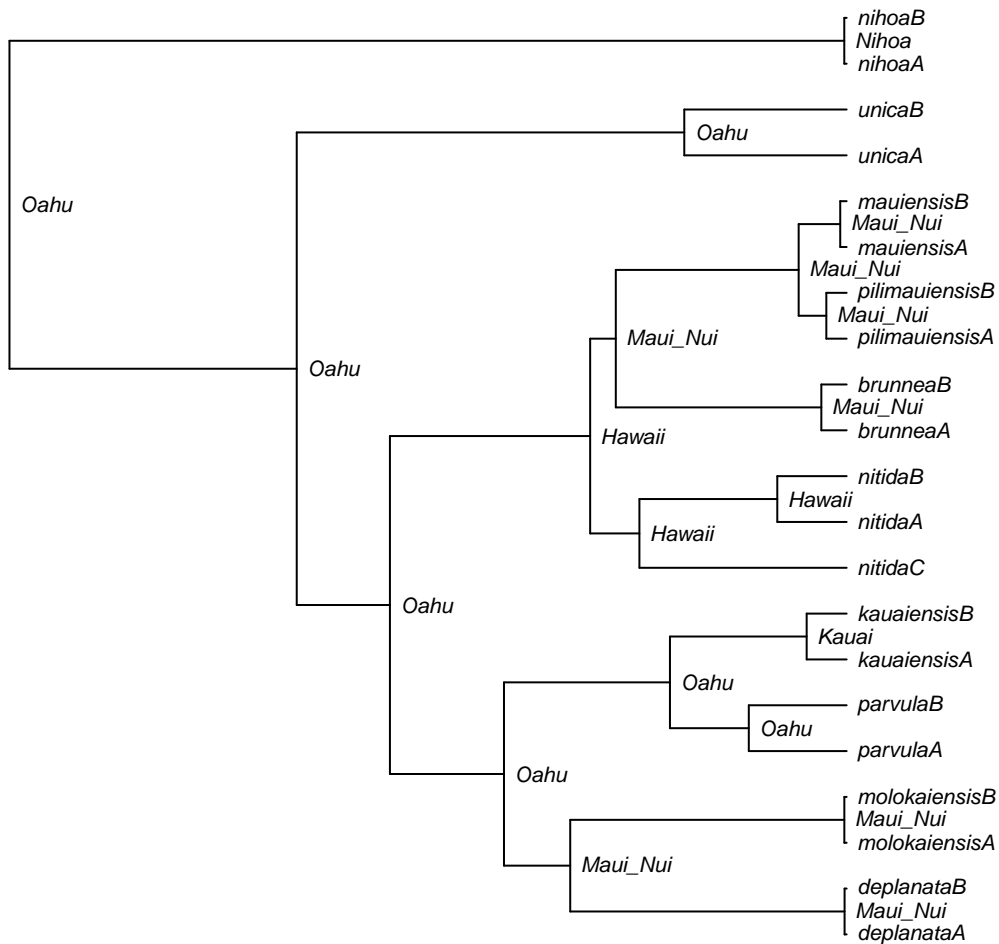 nihoaB
Nihoa
nihoaA
unicaB
Oahu
unicaA
Oahu
mauiensisB
Maui_Nui
mauiensisA
Maui_Nui
pilimauiensisB
Maui_Nui
pilimauiensisA
Maui_Nui
Oahu
brunneaB
Maui_Nui
brunneaA
Hawaii
nitidaB
Hawaii
nitidaA
Hawaii
nitidaC
Oahu
kauaiensisB
Kauai
kauaiensisA
Oahu
parvulaB
Oahu
parvulaA
Oahu
molokaiensisB
Maui_Nui
molokaiensisA
Maui_Nui
deplanataB
Maui_Nui
deplanataA